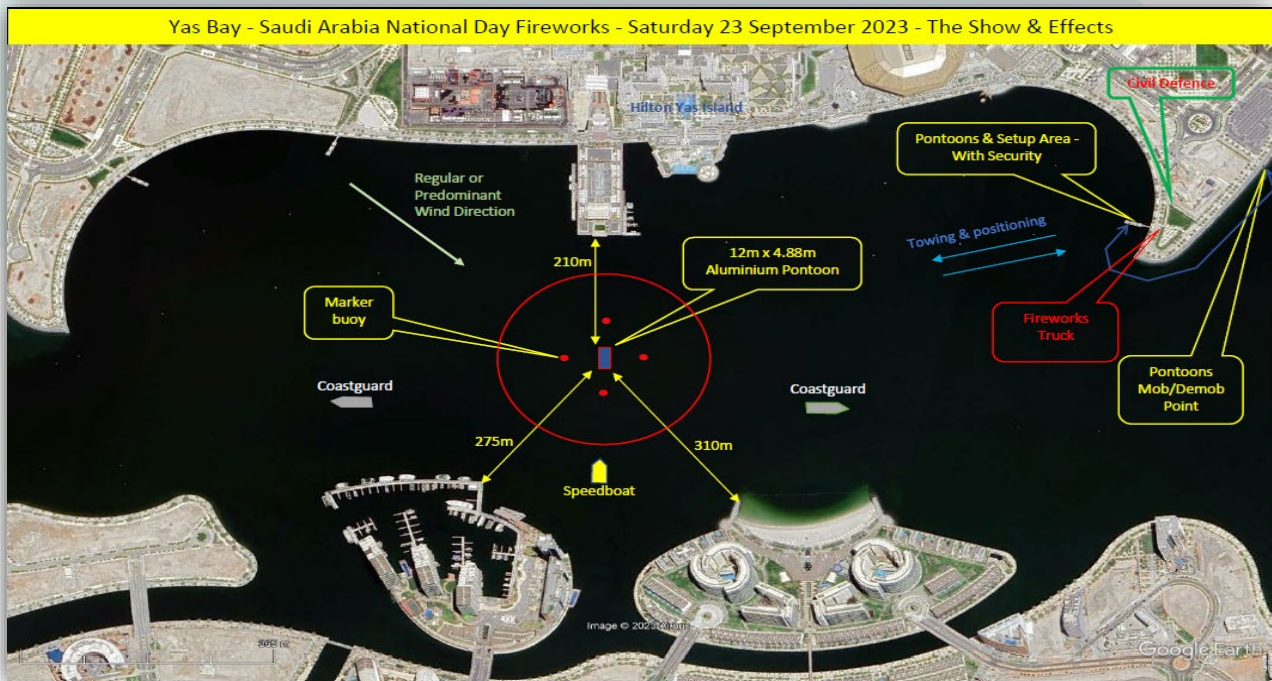 Yas Bay - Saudi Arabia National Day Fireworks - Saturday 23 September 2023 - The Show & Effects
Civil Defence
Hilton Yas Island
Pontoons & Setup Area -
With Security
Regular or
Predominant
Wind Direction
Towing & positioning
12m x 4.88m
Aluminium Pontoon
210m
Marker
buoy
Fireworks
Truck
Pontoons
Mob/Demob
Point
Coastguard
Coastguard
275m
310m
Speedboat
Image © 2023
Google Earth